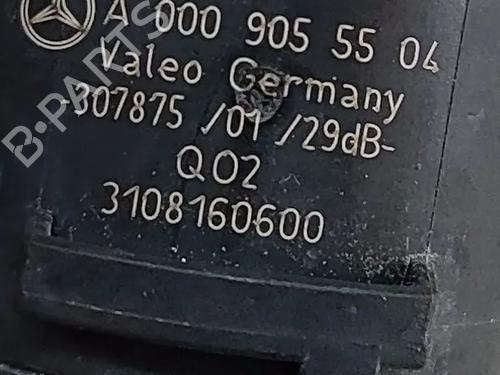 A 000 905 55 04
Valeo Germany
-307875 /01 /29dB-
Q02
3108160600
B-PARTS